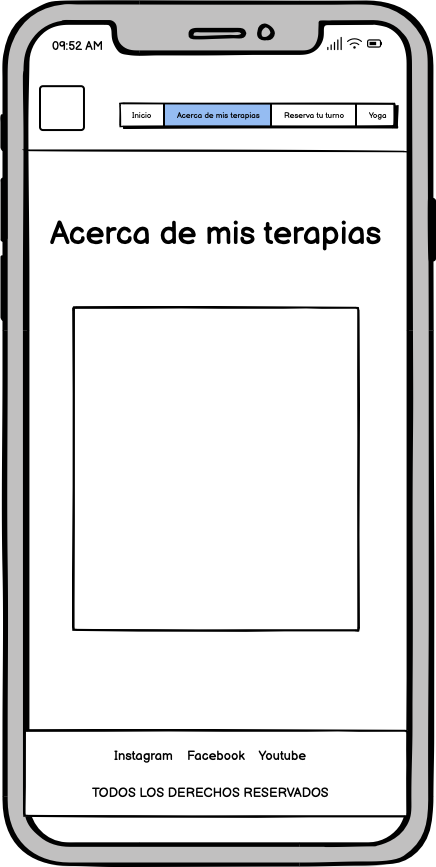 09:52 AM
Inicio Acerca de mis terapias Reserva tu turno Yoga
Acerca de mis terapias
Instagram Facebook Youtube
TODOS LOS DERECHOS RESERVADOS